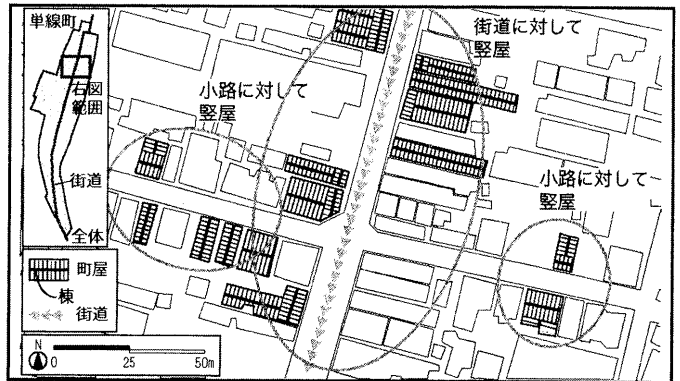 単線町
右図
範囲
街道
全体
町屋
棟
街道
N
0 25 50m
小路に対して
竪屋
街道に対して
竪屋
小路に対して
竪屋